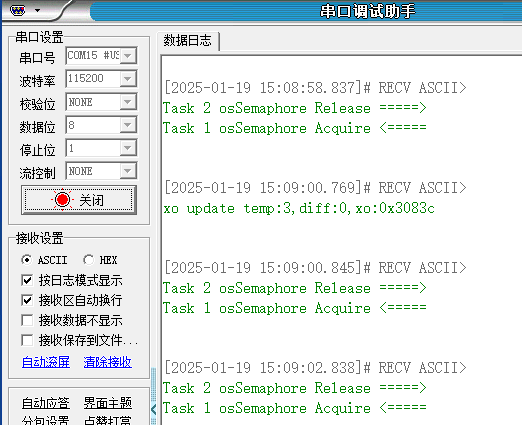 串口调试助手
串口设置
串口号 COM15 #US
波特率 115200
校验位 NONE
数据位 8
停止位 1
流控制 NONE
关闭
接收设置
ASCII HEX
按日志模式显示
接收区自动换行
接收数据不显示
接收保存到文件...
自动滚屏 清除接收
自动应答 界面主题
分包设置 点赞打赏
数据日志
[2025-01-19 15:08:58.837]# RECV ASCII>
Task 2 osSemaphore Release =====>
Task 1 osSemaphore Acquire <=====
[2025-01-19 15:09:00.769]# RECV ASCII>
xo update temp:3,diff:0,xo:0x3083c
[2025-01-19 15:09:00.845]# RECV ASCII>
Task 2 osSemaphore Release =====>
Task 1 osSemaphore Acquire <=====
[2025-01-19 15:09:02.838]# RECV ASCII>
Task 2 osSemaphore Release =====>
Task 1 osSemaphore Acquire <=====